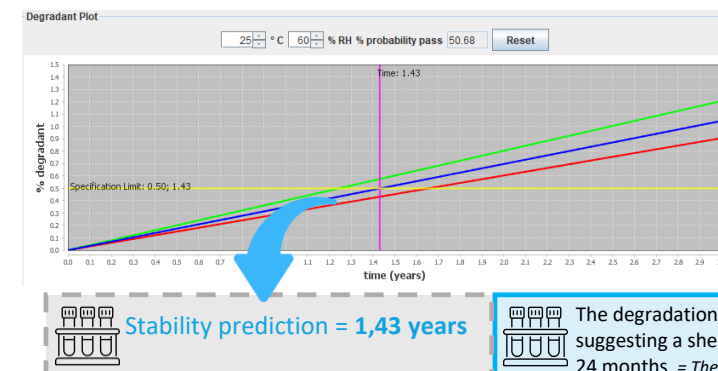 Degradant Plot
25 ° C 60 % RH % probability pass 50.68 Reset
Time: 1.43
1.5
1.4
1.3
1.2
1.1
1.0
0.9
0.8
0.7
0.6
0.5
0.4
0.3
0.2
0.1
0.0
% degradant
Specification Limit: 0.50; 1.43
0.0 0.1 0.2 0.3 0.4 0.5 0.6 0.7 1.1 1.2 1.3 1.4 1.5 1.6 1.7 1.8 1.9 2.0 2.1 2.2 2.3 2.4 2.5 2.6 2.7 2.8 2.9
time (years)
Stability prediction = 1,43 years
The degradation
suggesting a she
24 months = The